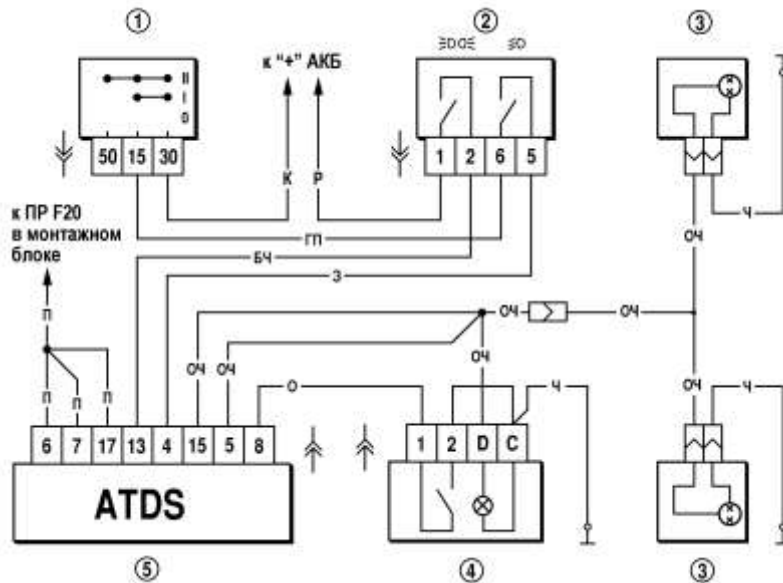 1 2 3
к "+" АКБ
II
I
0
50 15 30
1 2 6 5
К Р
к ПР F20
в монтажном
блоке
Ч
ГП
БЧ
ОЧ
З
П
ОЧ ОЧ
ОЧ ОЧ ОЧ
О Ч ОЧ Ч
П П П
6 7 17 13 4 15 5 8
1 2 D C
ATDS
5 4 3